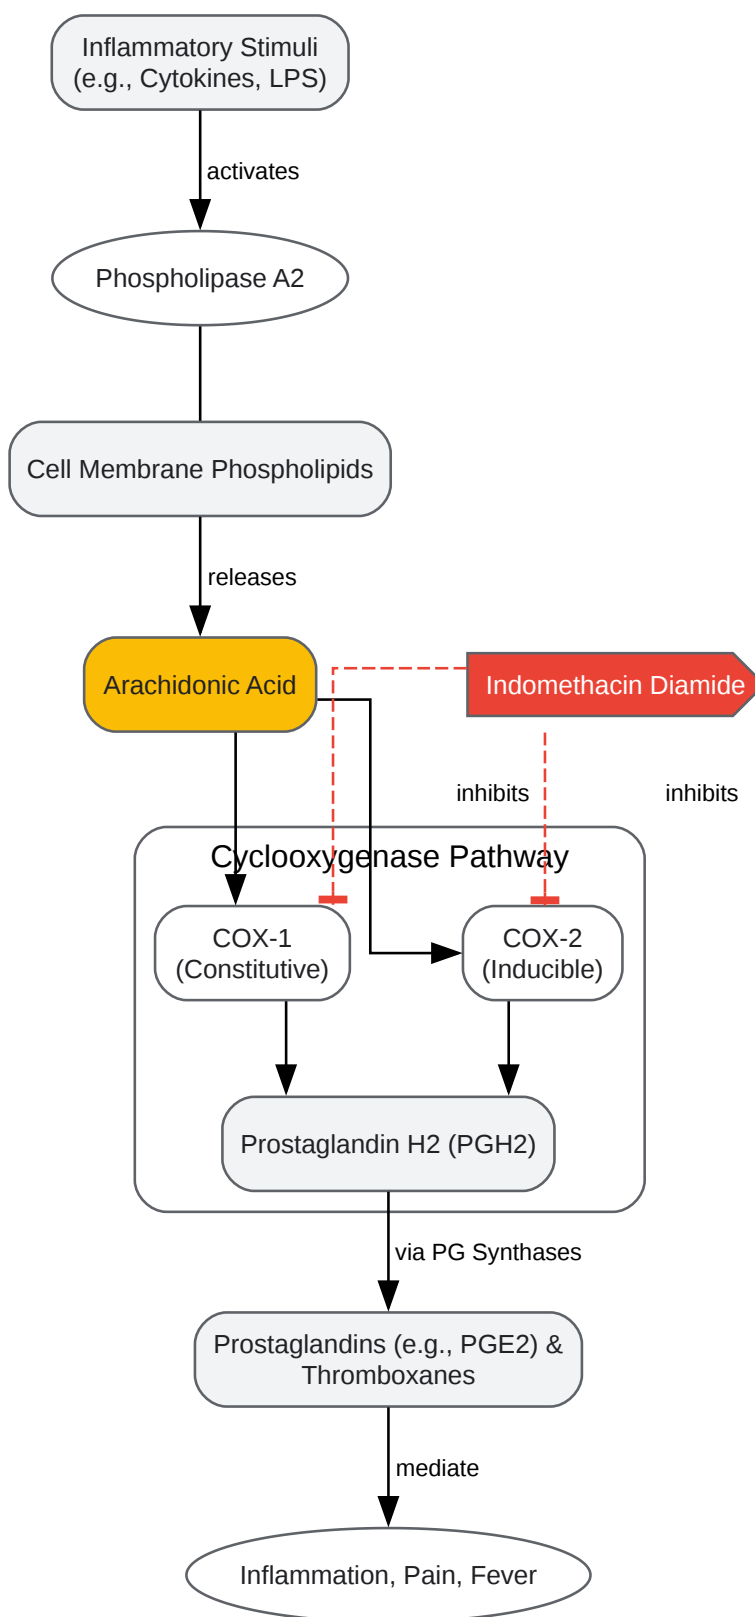 Inflammatory Stimuli
(e.g., Cytokines, LPS)
activates
Phospholipase A2
Cell Membrane Phospholipids
releases
Arachidonic Acid
Indomethacin Diamide
inhibits
inhibits
Cyclooxygenase Pathway
COX-1
(Constitutive)
COX-2
(Inducible)
Prostaglandin H2 (PGH2)
via PG Synthases
Prostaglandins (e.g., PGE2) &
Thromboxanes
mediate
Inflammation, Pain, Fever